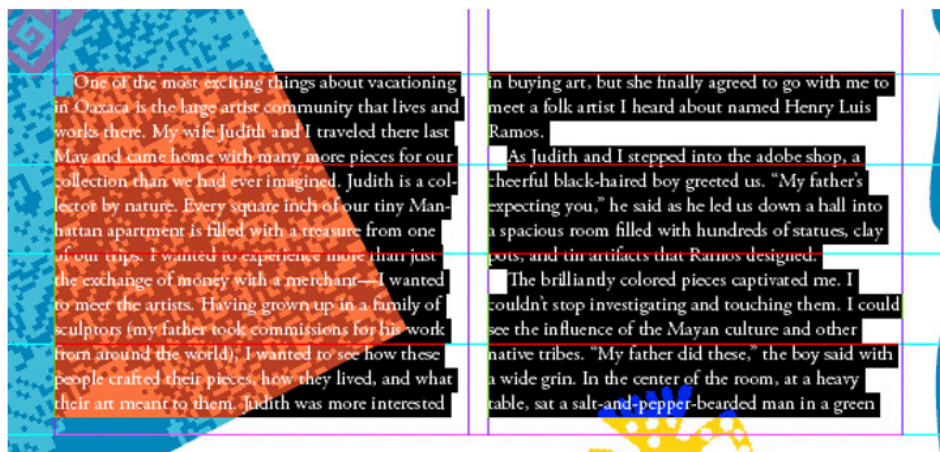 One of the most exciting things about vacationing
in Oaxaca is the large artist community that lives and
works there. My wife Judith and I traveled there last
May and came home with many more pieces for our
collection than we had ever imagined. Judith is a col-
lector by nature. Every square inch of our tiny Man-
hattan apartment is filled with a treasure from one
of our trips. I wanted to experience more than just
the exchange of money with a merchant—I wanted
to meet the artists. Having grown up in a family of
sculptors (my father took commissions for his work
from around the world), I wanted to see how these
people crafted their pieces, how they lived, and what
their art meant to them. Judith was more interested
in buying art, but she finally agreed to go with me to
meet a folk artist I heard about named Henry Luis
Ramos.
As Judith and I stepped into the adobe shop, a
cheerful black-haired boy greeted us. “My father’s
expecting you,” he said as he led us down a hall into
a spacious room filled with hundreds of statues, clay
pots, and tin artifacts that Ramos designed.
The brilliantly colored pieces captivated me. I
couldn’t stop investigating and touching them. I could
see the influence of the Mayan culture and other
native tribes. “My father did these,” the boy said with
a wide grin. In the center of the room, at a heavy
table, sat a salt-and-pepper-bearded man in a green